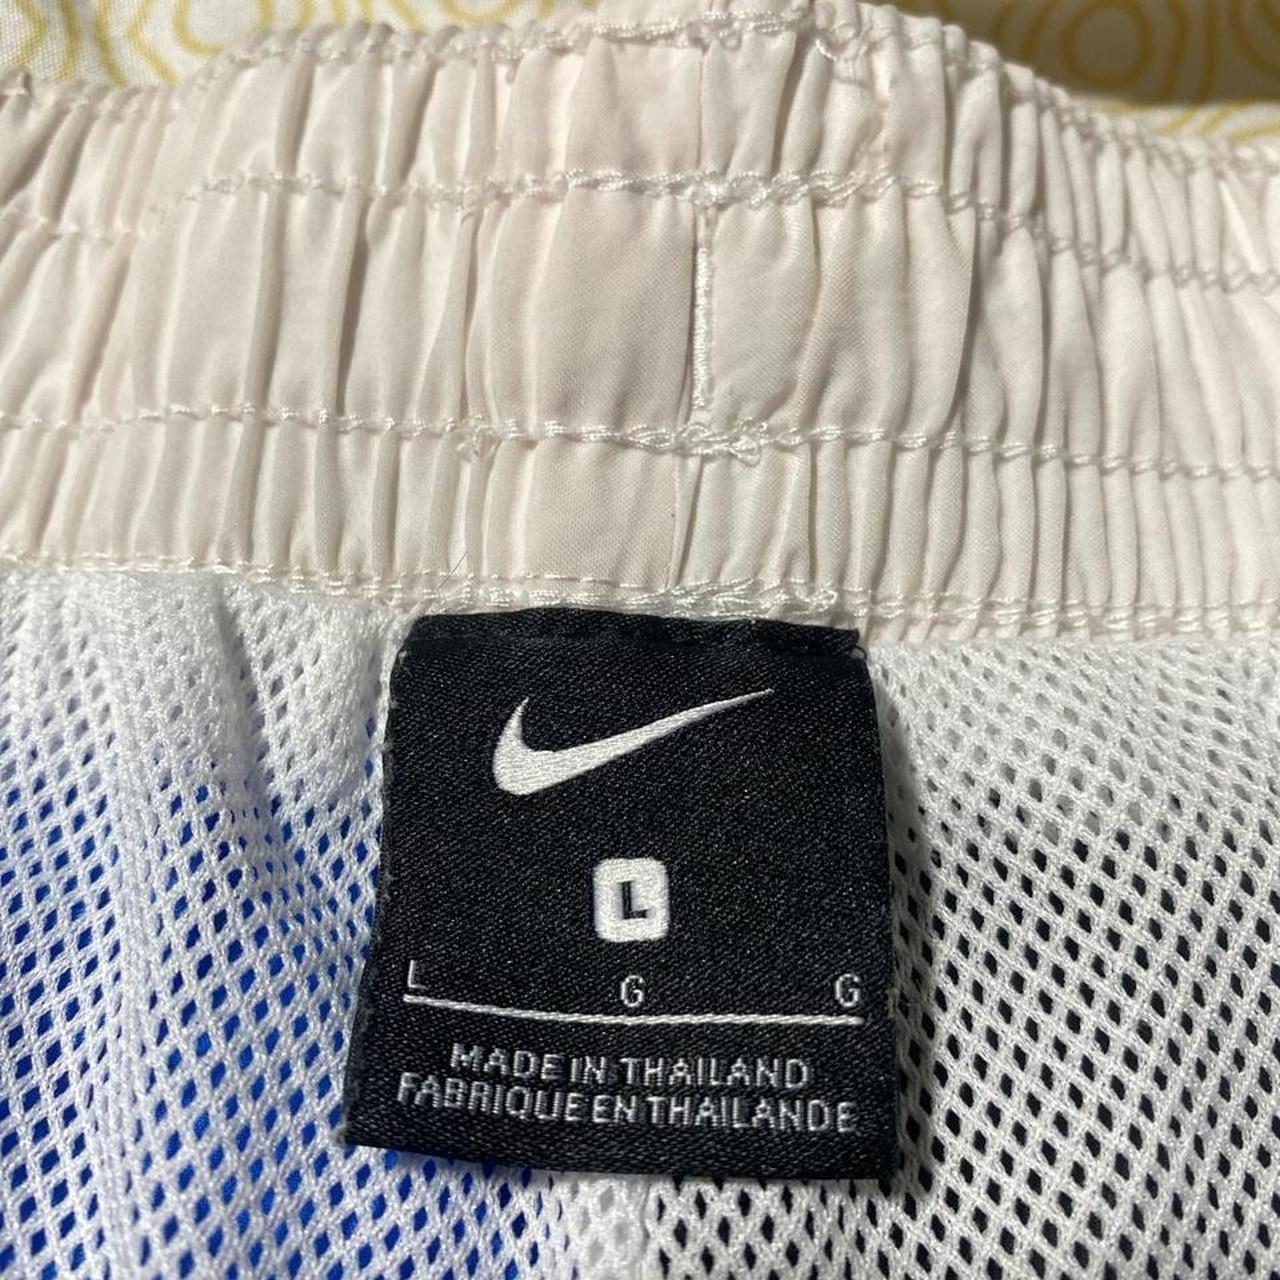 L
L G G
MADE IN THAILAND
FABRIQUE EN THAILANDE